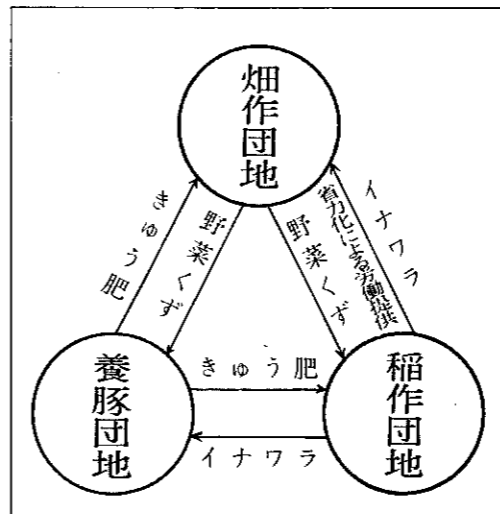 畑作団地
きゅう肥
野菜くず
野菜くず
省力化による労働提供
イナワラ
養豚団地
きゅう肥
イナワラ
稲作団地